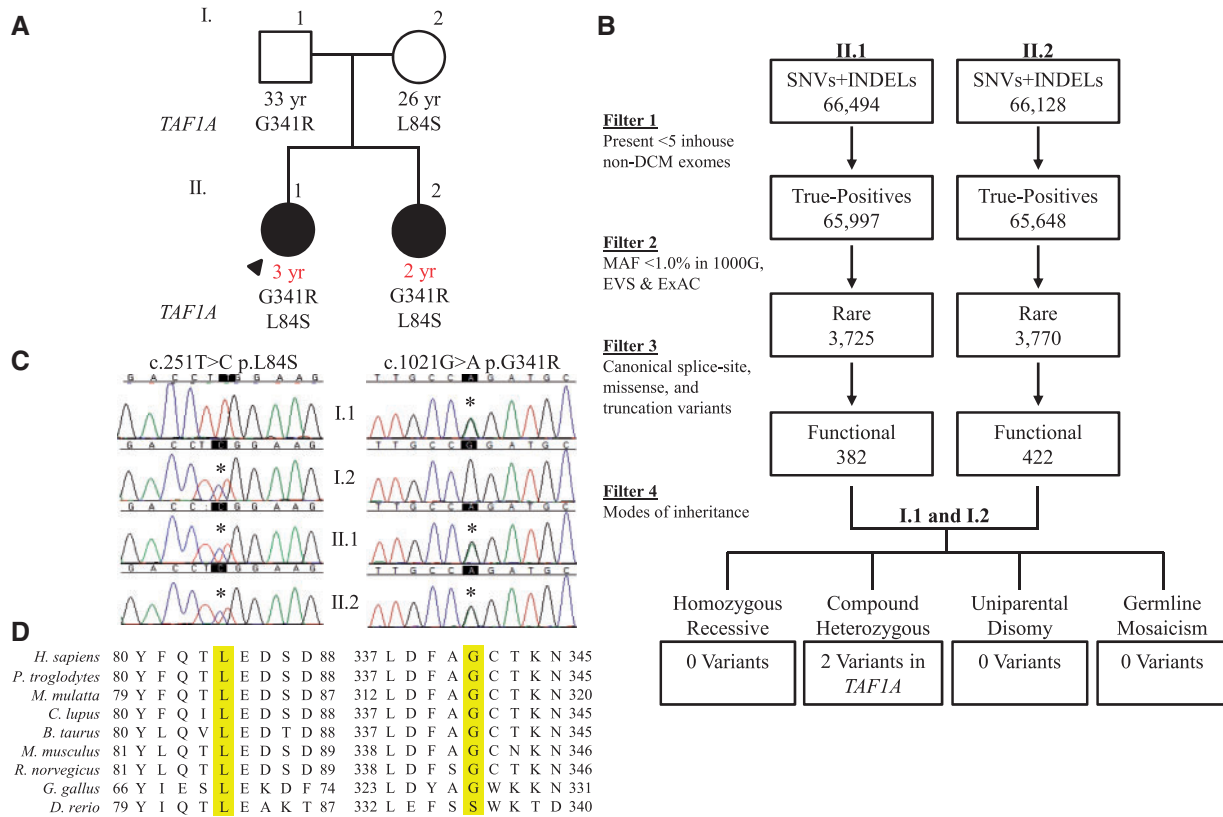 A
I.
1
2
33 yr
26 yr
TAF1A
G341R
L84S
II.
1
2
3 yr
2 yr
G341R
G341R
TAF1A
L84S
L84S
B
II.1
II.2
SNVs+INDELs
66,494
SNVs+INDELs
66,128
Filter 1
Present <5 inhouse
non-DCM exomes
True-Positives
65,997
True-Positives
65,648
Filter 2
MAF <1.0% in 1000G,
EVS & ExAC
Rare
3,725
Rare
3,770
Filter 3
Canonical splice-site,
missense, and
truncation variants
Functional
382
Functional
422
Filter 4
Modes of inheritance
I.1 and I.2
Homozygous
Recessive
0 Variants
Compound
Heterozygous
2 Variants in
TAF1A
Uniparental
Disomy
0 Variants
Germline
Mosaicism
0 Variants
C
c.251T>C p.L84S
c.1021G>A p.G341R
G A C C T T G G A A G
T T G C C A G A T G C
*
I.1
G A C C T C G G A A G
T T G C C G G A T G C
*
I.2
G A C C : C G G A A G
T T G C C A G A T G C
*
II.1
*
G A C C T C G G A A G
T T G C C A G A T G C
*
II.2
*
D
H. sapiens 80 Y F Q T L E D S D 88 337 L D F A G C T K N 345
P. troglodytes 80 Y F Q T L E D S D 88 337 L D F A G C T K N 345
M. mulatta 79 Y F Q T L E D S D 87 312 L D F A G C T K N 320
C. lupus 80 Y F Q I L E D S D 88 337 L D F A G C T K N 345
B. taurus 80 Y L Q V L E D T D 88 337 L D F A G C T K N 345
M. musculus 81 Y L Q T L E D S D 89 338 L D F A G C N K N 346
R. norvegicus 81 Y L Q T L E D S D 89 338 L D F S G C T K N 346
G. gallus 66 Y I E S L E K D F 74 323 L D Y A G W K K N 331
D. rerio 79 Y I Q T L E A K T 87 332 L E F S S W K T D 340